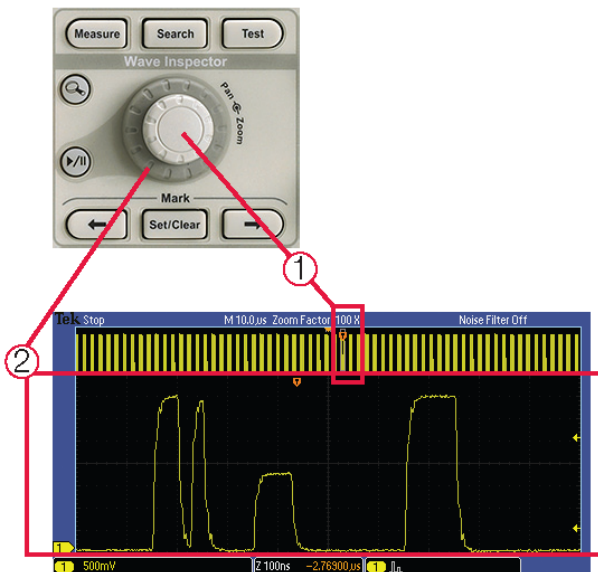 Measure Search Test
Wave Inspector
Pan Zoom
Mark
Set/Clear
1
2
Tek Stop M 10.0µs Zoom Factor: 100 X Noise Filter Off
1
1 500mV Z 100ns -2.76900µs 1